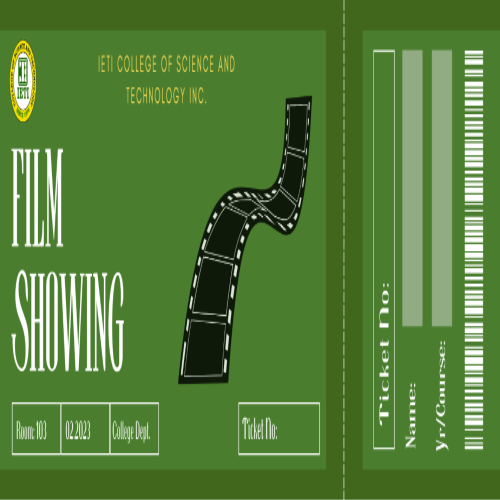 IETI
IETI COLLEGE OF SCIENCE AND
TECHNOLOGY INC.
FILM
SHOWING
Room: 103
02.2023
College Dept.
Ticket No:
Ticket No:
Name:
Yr/Course: